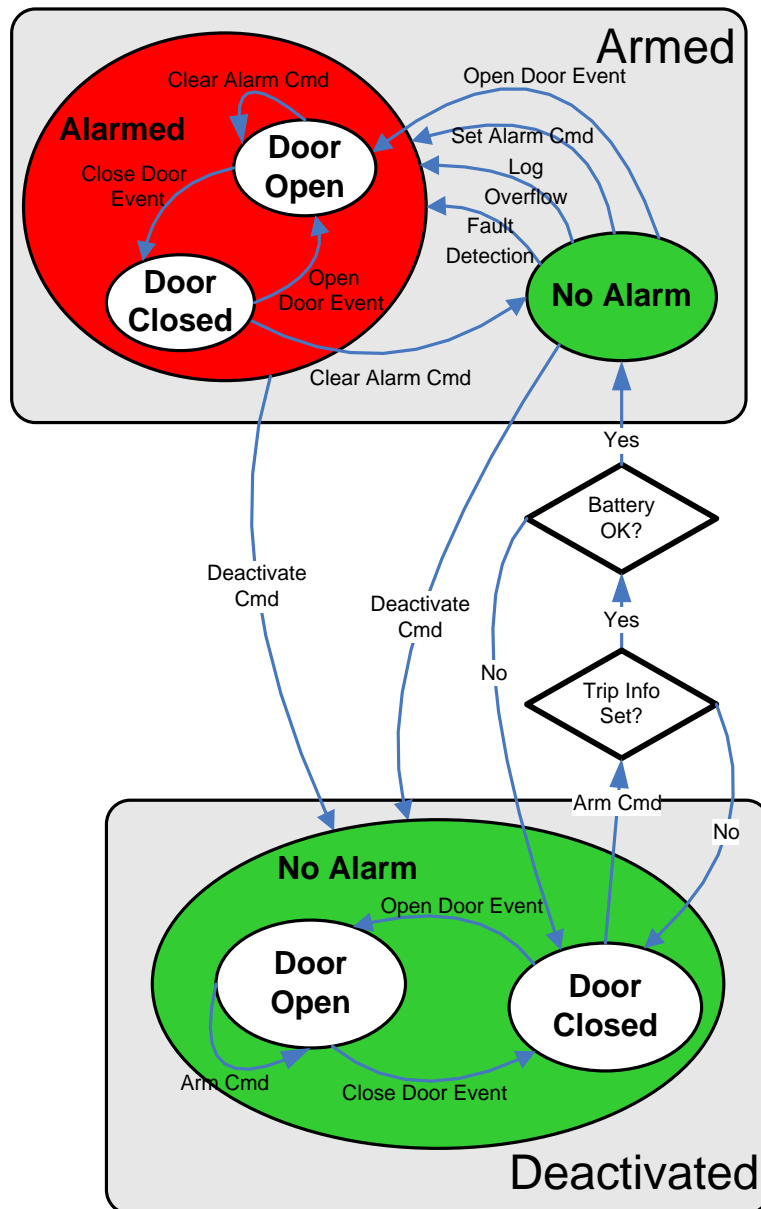 Armed
Clear Alarm Cmd
Open Door Event
Alarmed
Set Alarm Cmd
Door
Open
Log
Overflow
Close Door
Event
Fault
Detection
Door
Closed
Open
Door Event
No Alarm
Clear Alarm Cmd
Yes
Battery
OK?
Deactivate
Cmd
Deactivate
Cmd
Yes
No
Trip Info
Set?
Arm Cmd
No
No Alarm
Open Door Event
Door
Open
Door
Closed
Arm Cmd
Close Door Event
Deactivated